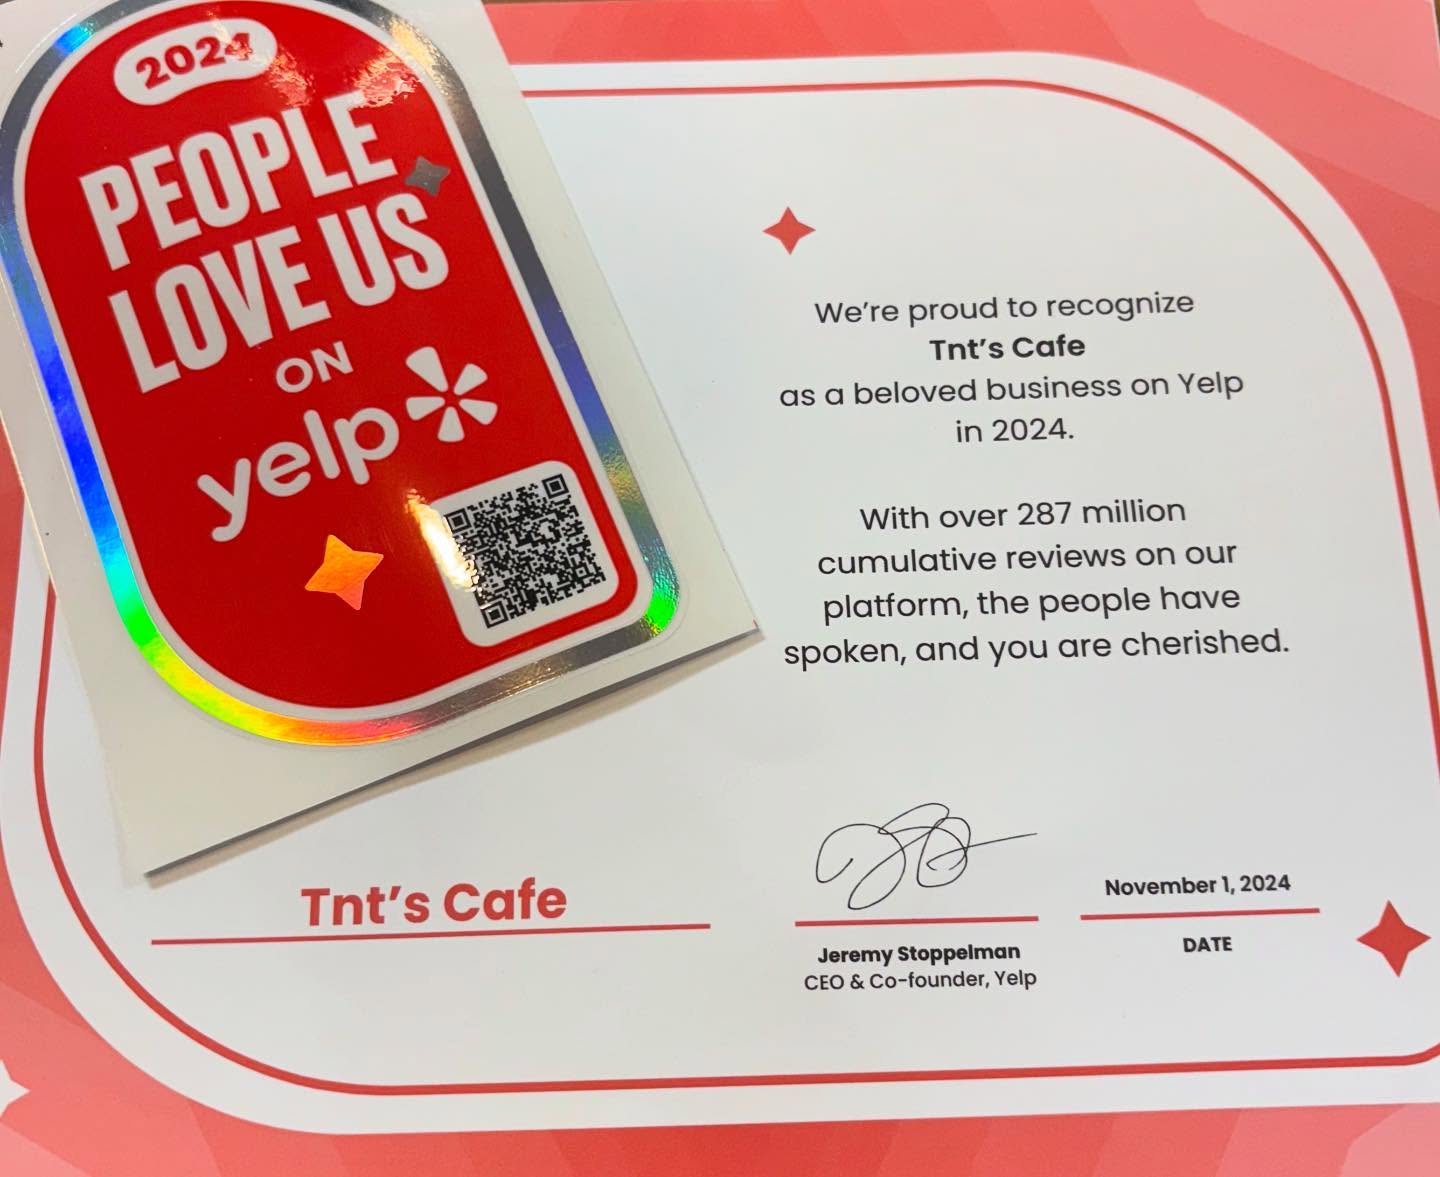 2024
PEOPLE
LOVE US
ON
yelp
We're proud to recognize
Tnt's Cafe
as a beloved business on Yelp
in 2024.
With over 287 million
cumulative reviews on our
platform, the people have
spoken, and you are cherished.
Tnt's Cafe
Jeremy Stoppelman
CEO & Co-founder, Yelp
November 1, 2024
DATE